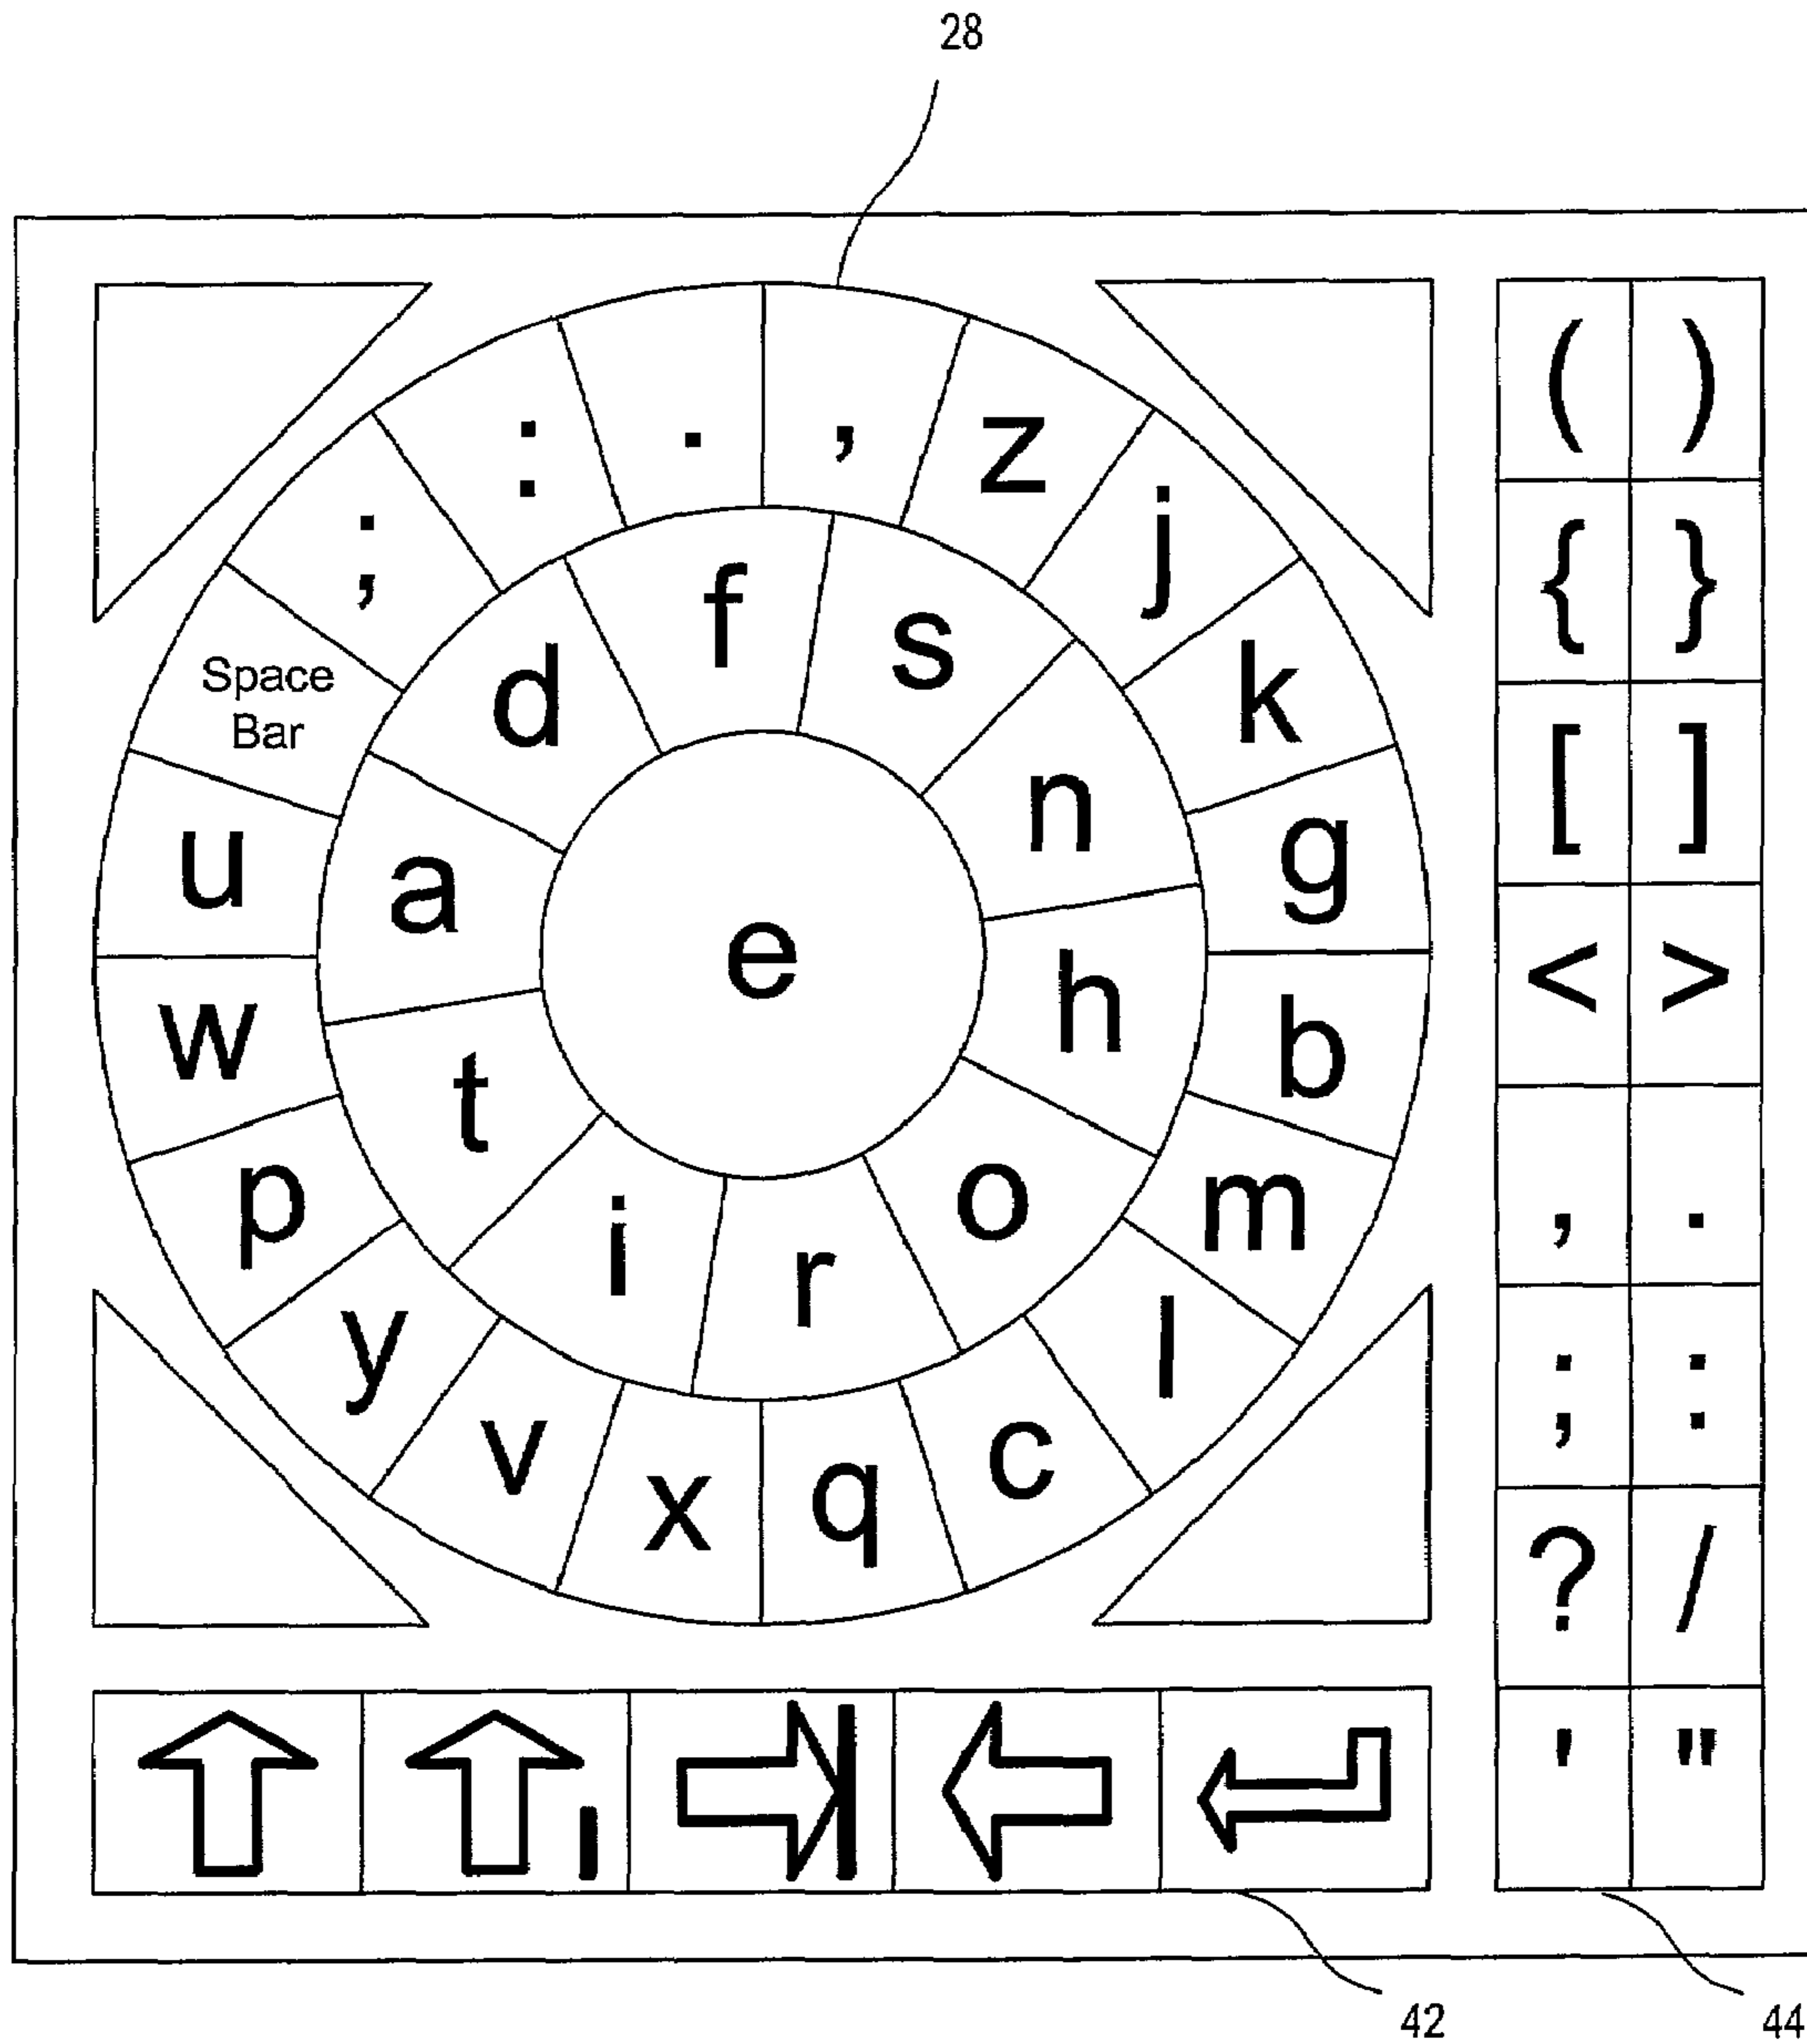 28
: . , z
; j
Space Bar
d f s k
u a n g
e
w t h b
p i r o m
y l
v x q c
( )
{ }
[ ]
< >
, .
; :
? /
' "
42
44